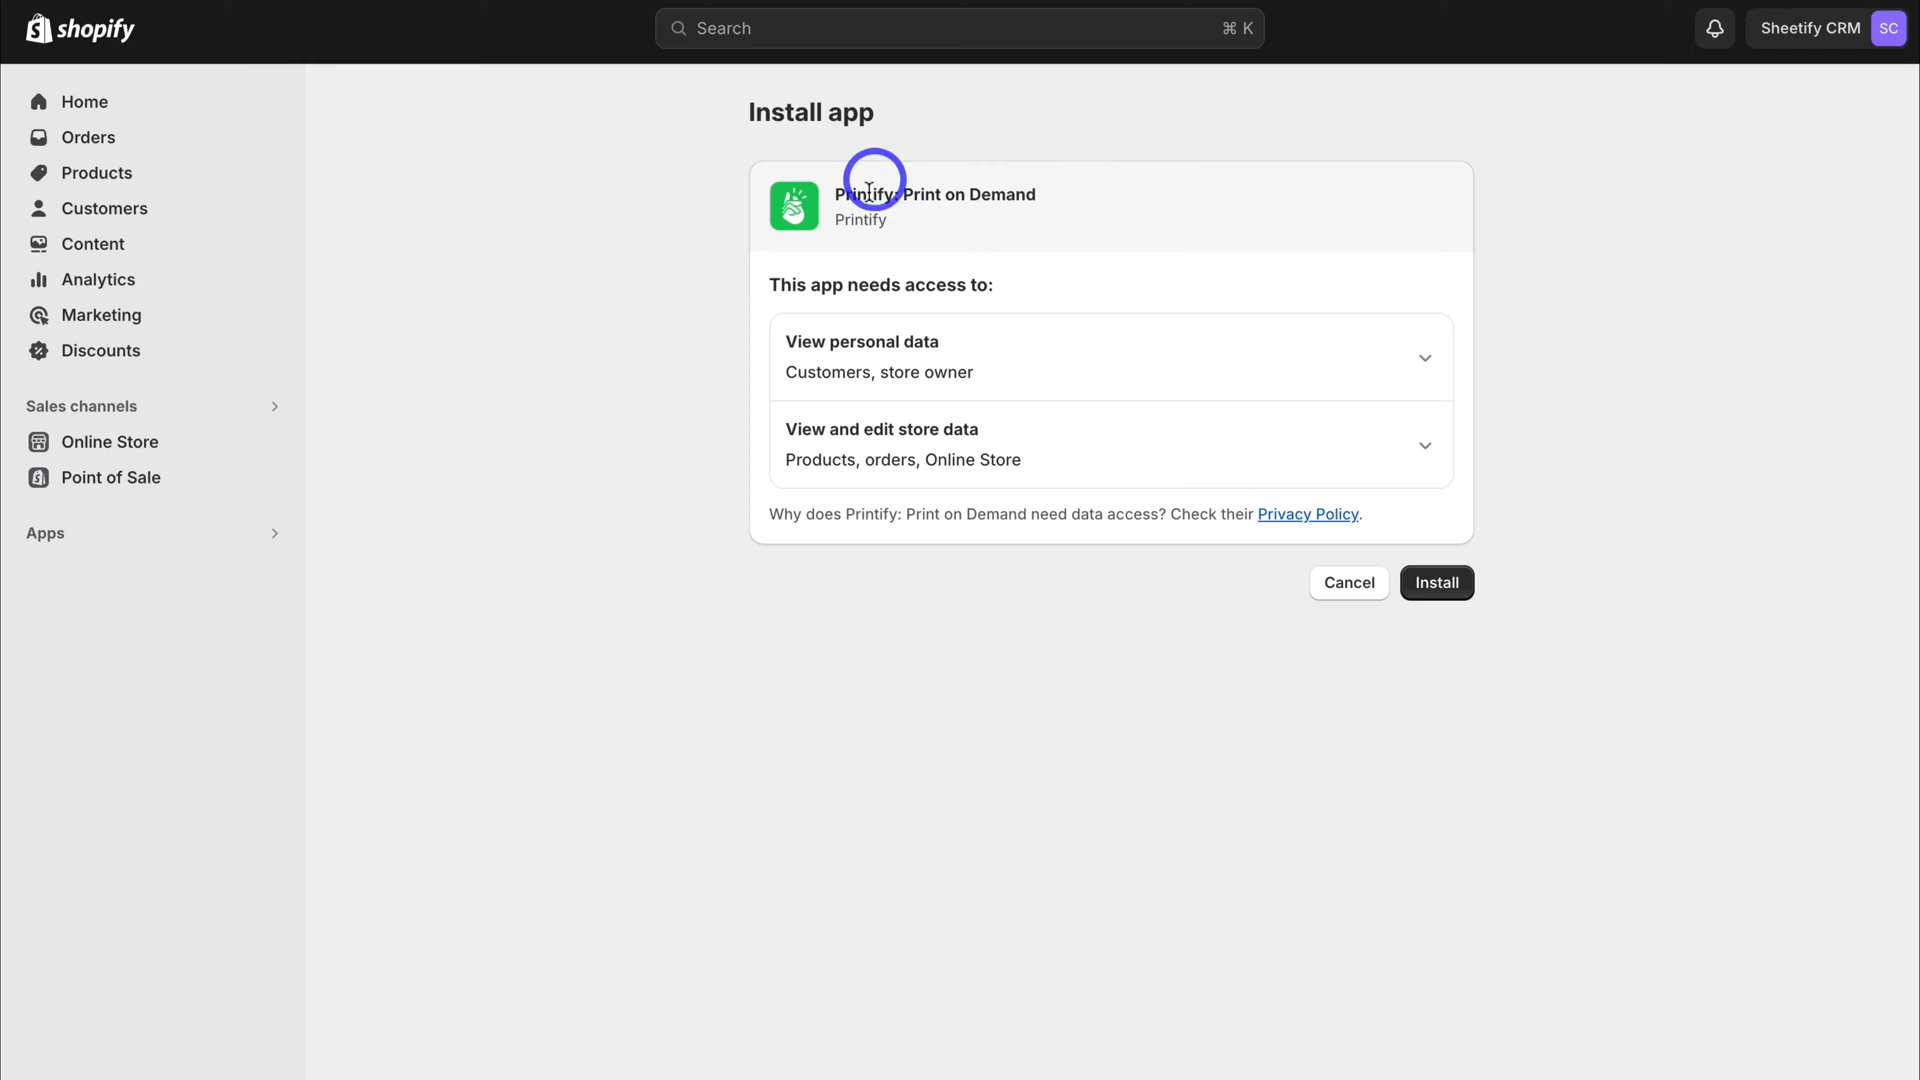 shopify
Search
⌘ K
Sheetify CRM
SC
Home
Orders
Products
Customers
Content
Analytics
Marketing
Discounts
Sales channels
Online Store
Point of Sale
Apps
Install app
Printify: Print on Demand
Printify
This app needs access to:
View personal data
Customers, store owner
View and edit store data
Products, orders, Online Store
Why does Printify: Print on Demand need data access? Check their Privacy Policy.
Cancel
Install